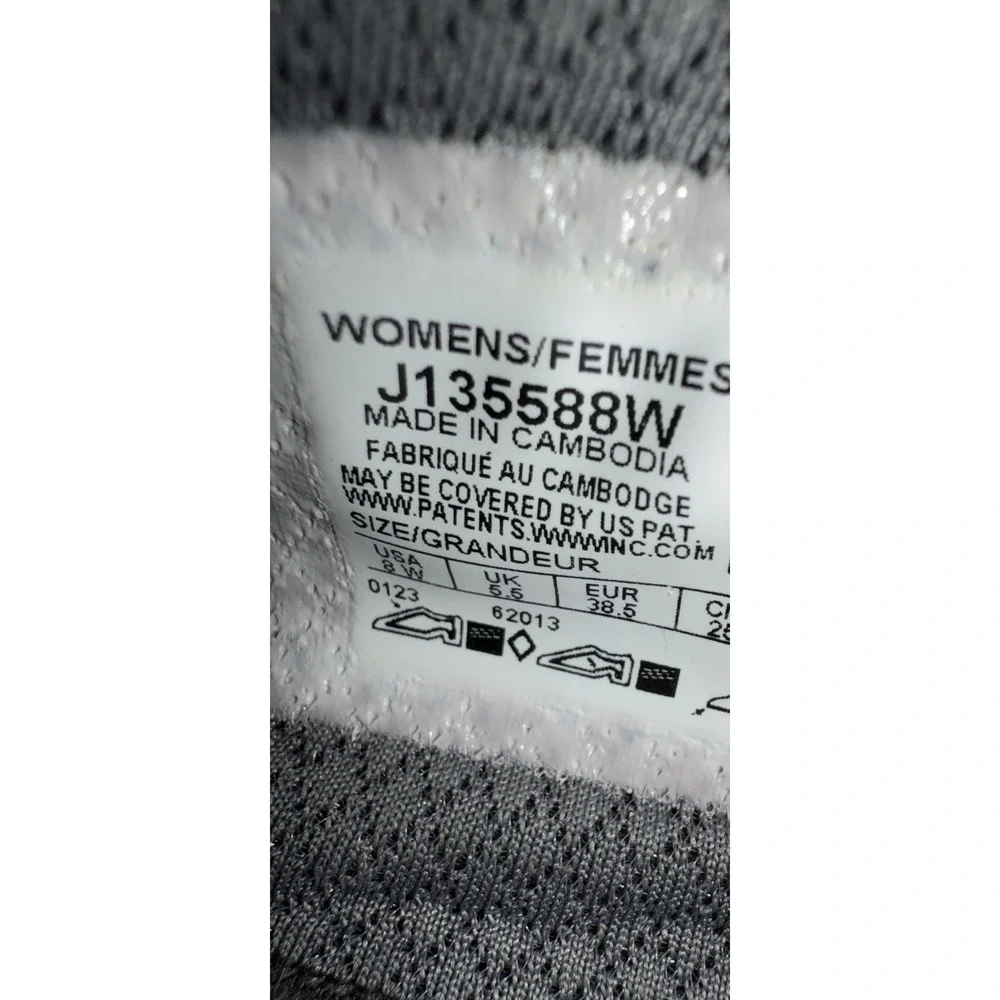 WOMENS/FEMMES
J135588W
MADE IN CAMBODIA
FABRIQUÉ AU CAMBODGE
MAY BE COVERED BY US PAT.
WWW.PATENTS.WWWINC.COM
SIZE/GRANDEUR
USA UK EUR
8 W 5.5 38.5
0123 62013